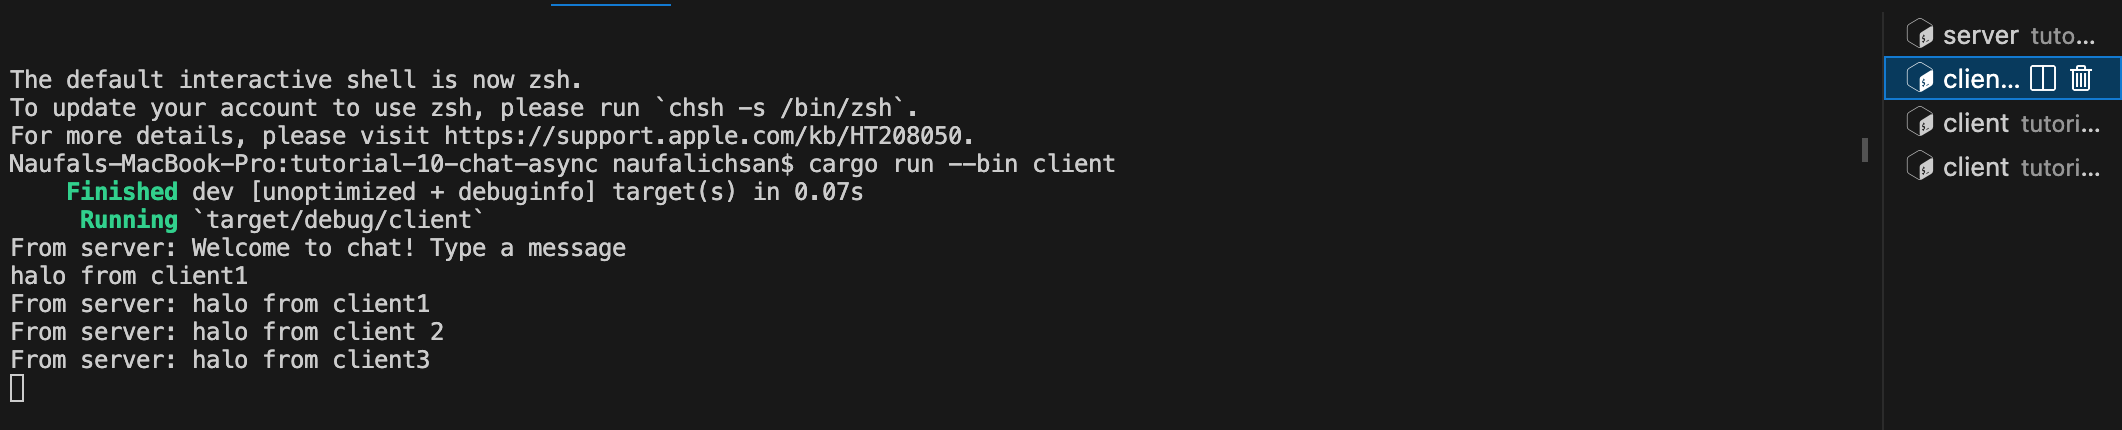 The default interactive shell is now zsh.
To update your account to use zsh, please run `chsh -s /bin/zsh`.
For more details, please visit https://support.apple.com/kb/HT208050.
Naufals-MacBook-Pro:tutorial-10-chat-async naufalichsan$ cargo run --bin client
    Finished dev [unoptimized + debuginfo] target(s) in 0.07s
     Running `target/debug/client`
From server: Welcome to chat! Type a message
halo from client1
From server: halo from client1
From server: halo from client 2
From server: halo from client3
server tuto...
clien...
client tutori...
client tutori...